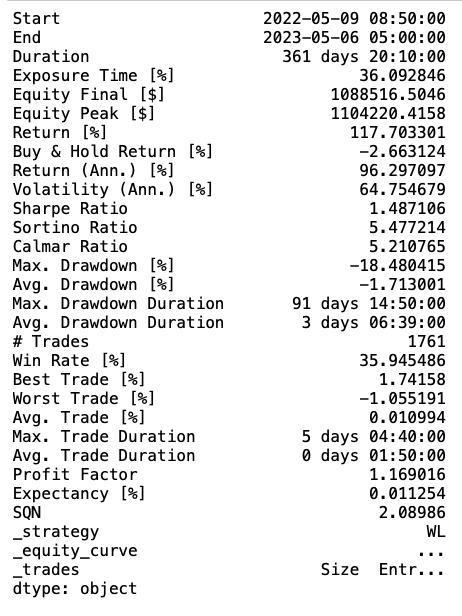 Start 2022-05-09 08:50:00
End 2023-05-06 05:00:00
Duration 361 days 20:10:00
Exposure Time [%] 36.092846
Equity Final [$] 1088516.5046
Equity Peak [$] 1104220.4158
Return [%] 117.703301
Buy & Hold Return [%] -2.663124
Return (Ann.) [%] 96.297097
Volatility (Ann.) [%] 64.754679
Sharpe Ratio 1.487106
Sortino Ratio 5.477214
Calmar Ratio 5.210765
Max. Drawdown [%] -18.480415
Avg. Drawdown [%] -1.713001
Max. Drawdown Duration 91 days 14:50:00
Avg. Drawdown Duration 3 days 06:39:00
# Trades 1761
Win Rate [%] 35.945486
Best Trade [%] 1.74158
Worst Trade [%] -1.055191
Avg. Trade [%] 0.010994
Max. Trade Duration 5 days 04:40:00
Avg. Trade Duration 0 days 01:50:00
Profit Factor 1.169016
Expectancy [%] 0.011254
SQN 2.08986
_strategy WL
_equity_curve ...
_trades Size Entr...
dtype: object